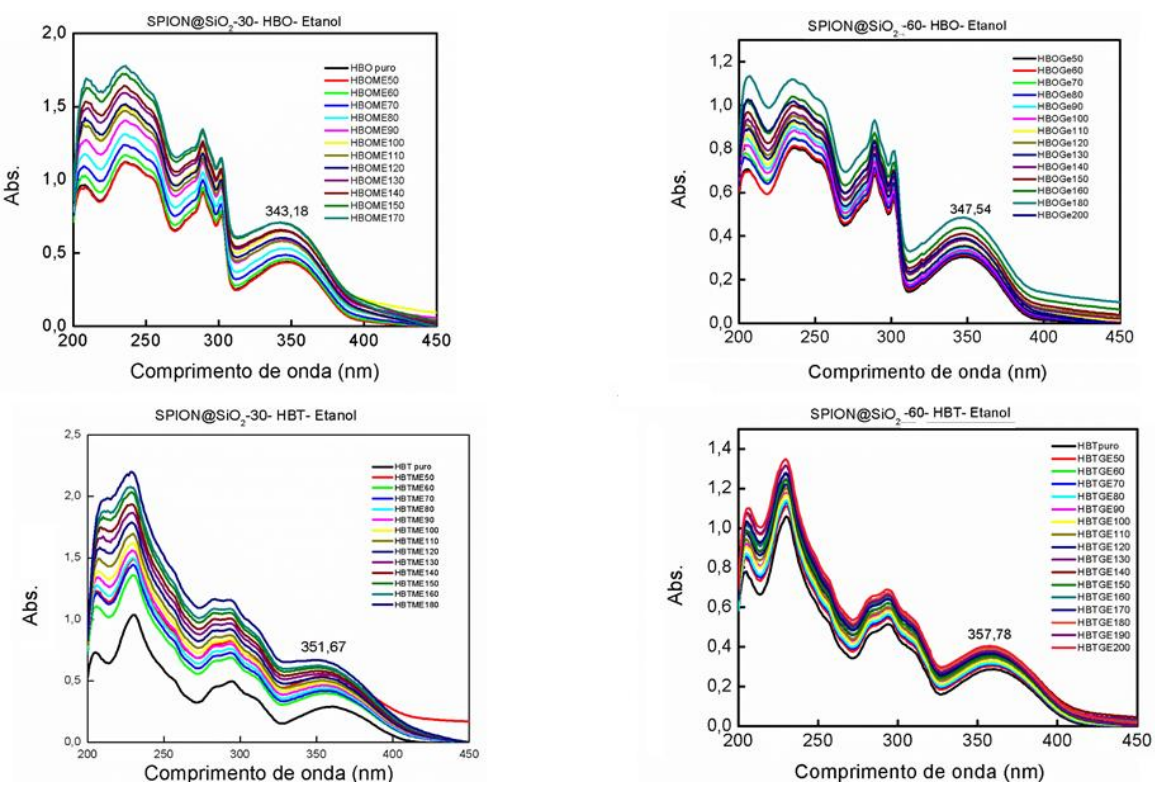 SPION@SiO₂-30- HBO- Etanol
2,0
1,5
1,0
0,5
0,0
Abs.
343,18
HBO puro
HBOME50
HBOME60
HBOME70
HBOME80
HBOME90
HBOME100
HBOME110
HBOME120
HBOME130
HBOME140
HBOME150
HBOME170
200 250 300 350 400 450
Comprimento de onda (nm)
SPION@SiO₂-60- HBO- Etanol
1,2
1,0
0,8
0,6
0,4
0,2
0,0
Abs.
347,54
HBOGe50
HBOGe60
HBOGe70
HBOGe80
HBOGe90
HBOGe100
HBOGe110
HBOGe120
HBOGe130
HBOGe140
HBOGe150
HBOGe160
HBOGe180
HBOGe200
200 250 300 350 400 450
Comprimento de onda (nm)
SPION@SiO₂-30- HBT- Etanol
2,5
2,0
1,5
1,0
0,5
0,0
Abs.
351,67
HBT puro
HBTME50
HBTME60
HBTME70
HBTME80
HBTME90
HBTME100
HBTME110
HBTME120
HBTME130
HBTME140
HBTME150
HBTME160
HBTME180
200 250 300 350 400 450
Comprimento de onda (nm)
SPION@SiO₂-60- HBT- Etanol
1,4
1,2
1,0
0,8
0,6
0,4
0,2
0,0
Abs.
357,78
HBTpuro
HBTGE50
HBTGE60
HBTGE70
HBTGE80
HBTGE90
HBTGE100
HBTGE110
HBTGE120
HBTGE130
HBTGE140
HBTGE150
HBTGE160
HBTGE170
HBTGE180
HBTGE190
HBTGE200
200 250 300 350 400 450
Comprimento de onda (nm)